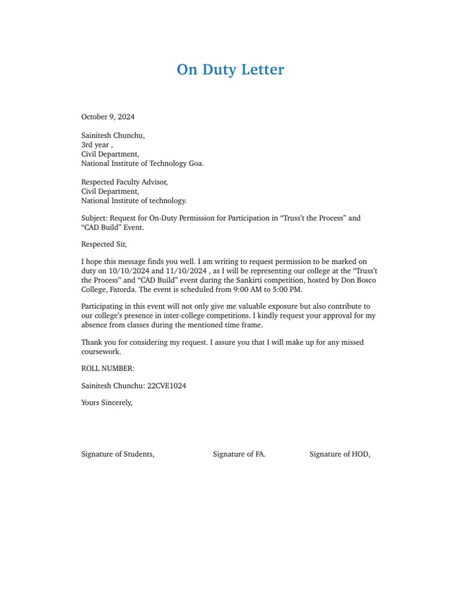 On Duty Letter
October 9, 2024
Sainitesh Chunchu,
3rd year ,
Civil Department,
National Institute of Technology Goa.
Respected Faculty Advisor,
Civil Department,
National Institute of technology.
Subject: Request for On-Duty Permission for Participation in “Truss’t the Process” and
“CAD Build” Event.
Respected Sir,
I hope this message finds you well. I am writing to request permission to be marked on
duty on 10/10/2024 and 11/10/2024 , as I will be representing our college at the “Truss’t
the Process” and “CAD Build” event during the Sankirti competition, hosted by Don Bosco
College, Fatorda. The event is scheduled from 9:00 AM to 5:00 PM.
Participating in this event will not only give me valuable exposure but also contribute to
our college’s presence in inter-college competitions. I kindly request your approval for my
absence from classes during the mentioned time frame.
Thank you for considering my request. I assure you that I will make up for any missed
coursework.
ROLL NUMBER:
Sainitesh Chunchu: 22CVE1024
Yours Sincerely,
Signature of Students, Signature of FA. Signature of HOD,